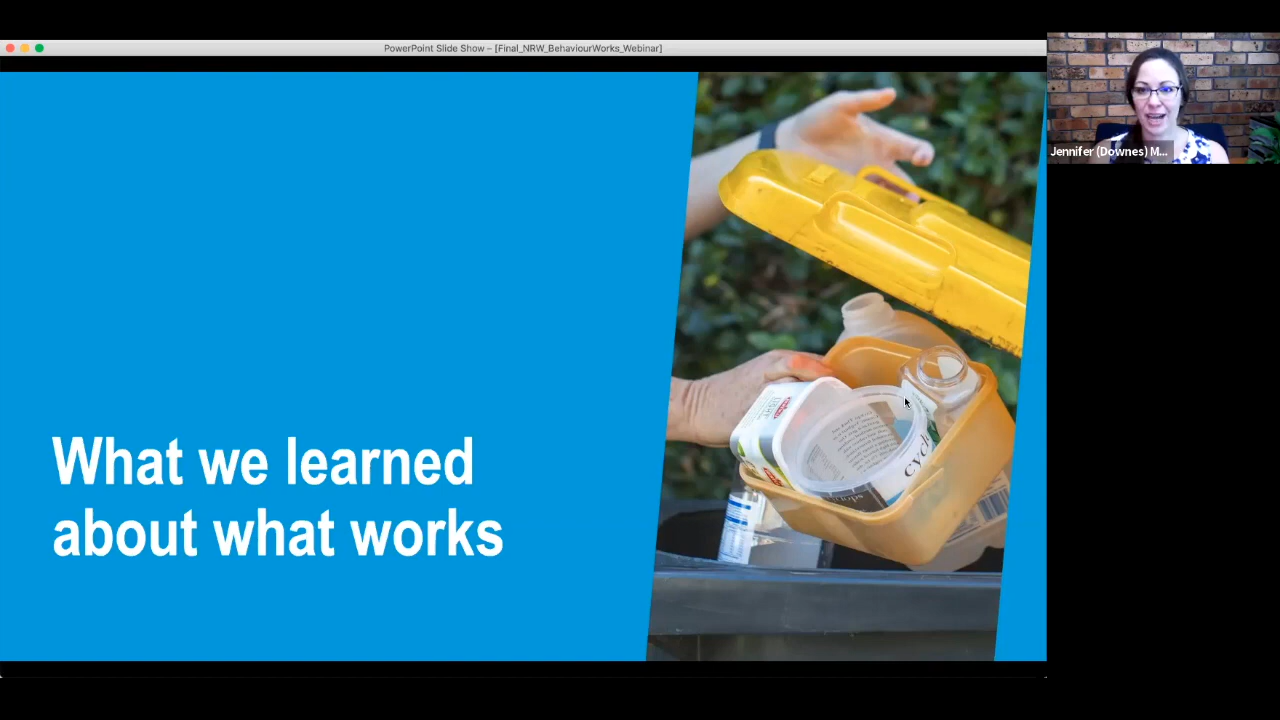 PowerPoint Slide Show – [Final_NRW_BehaviourWorks_Webinar]
Jennifer (Downes) M...
What we learned
about what works